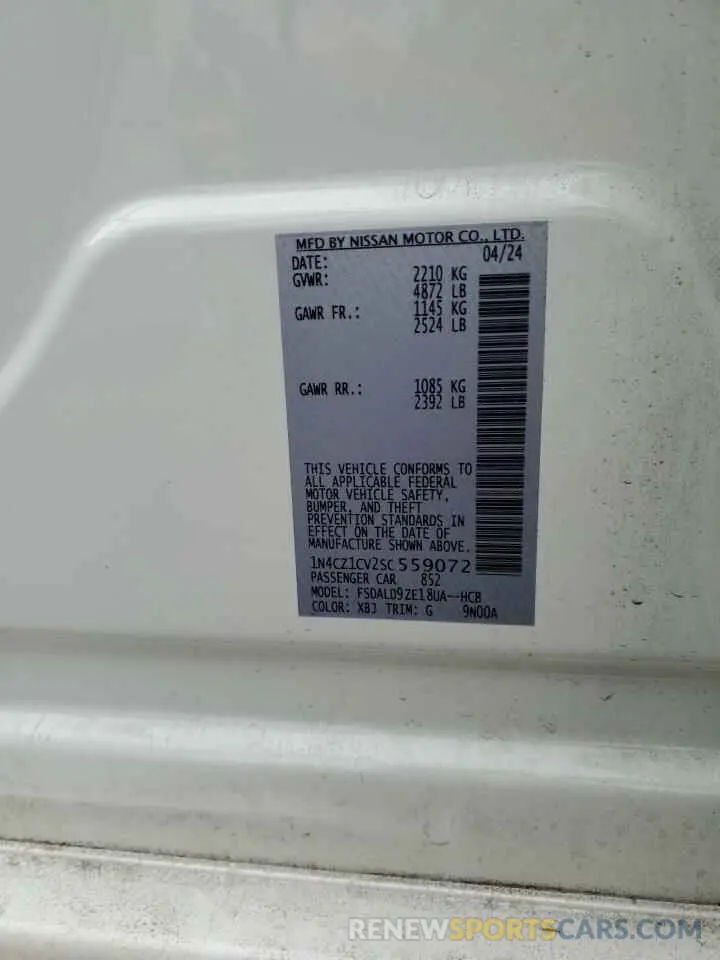 MFD BY NISSAN MOTOR CO., LTD.
DATE: 04/24
GVWR: 2210 KG
4872 LB
GAWR FR.: 1145 KG
2524 LB
GAWR RR.: 1085 KG
2392 LB
THIS VEHICLE CONFORMS TO
ALL APPLICABLE FEDERAL
MOTOR VEHICLE SAFETY,
BUMPER, AND THEFT
PREVENTION STANDARDS IN
EFFECT ON THE DATE OF
MANUFACTURE SHOWN ABOVE.
1N4CZ1CV2SC559072
PASSENGER CAR 852
MODEL: FSDALD9ZE18UA--HCB
COLOR: XBJ TRIM: G 9N00A
RENEWSPORTSCARS.COM